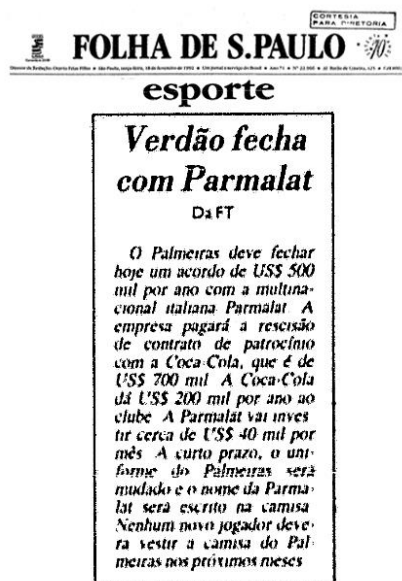 CORTESIA
PARA DIRETORIA
FOLHA DE S.PAULO
esporte
Verdão fecha
com Parmalat
Da FT
O Palmeiras deve fechar
hoje um acordo de US$ 500
mil por ano com a multina-
cional italiana Parmalat. A
empresa pagará a rescisão
de contrato de patrocínio
com a Coca-Cola, que é de
US$ 700 mil. A Coca-Cola
dá US$ 200 mil por ano ao
clube. A Parmalat vai inves
tir cerca de US$ 40 mil por
mês. A curto prazo, o uni-
forme do Palmeiras será
mudado e o nome da Parma-
lat será escrito na camisa.
Nenhum novo jogador deve-
rá vestir a camisa do Pal-
meiras nos próximos meses